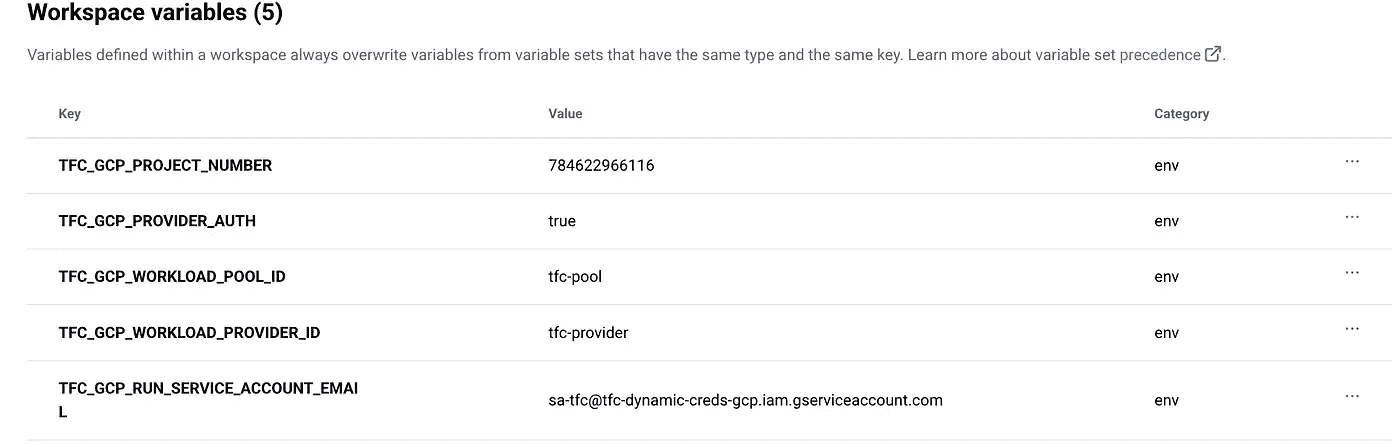 Workspace variables (5)
Variables defined within a workspace always overwrite variables from variable sets that have the same type and the same key. Learn more about variable set precedence.
Key Value Category
TFC_GCP_PROJECT_NUMBER 784622966116 env ...
TFC_GCP_PROVIDER_AUTH true env ...
TFC_GCP_WORKLOAD_POOL_ID tfc-pool env ...
TFC_GCP_WORKLOAD_PROVIDER_ID tfc-provider env ...
TFC_GCP_RUN_SERVICE_ACCOUNT_EMAI
L
sa-tfc@tfc-dynamic-creds-gcp.iam.gserviceaccount.com env ...